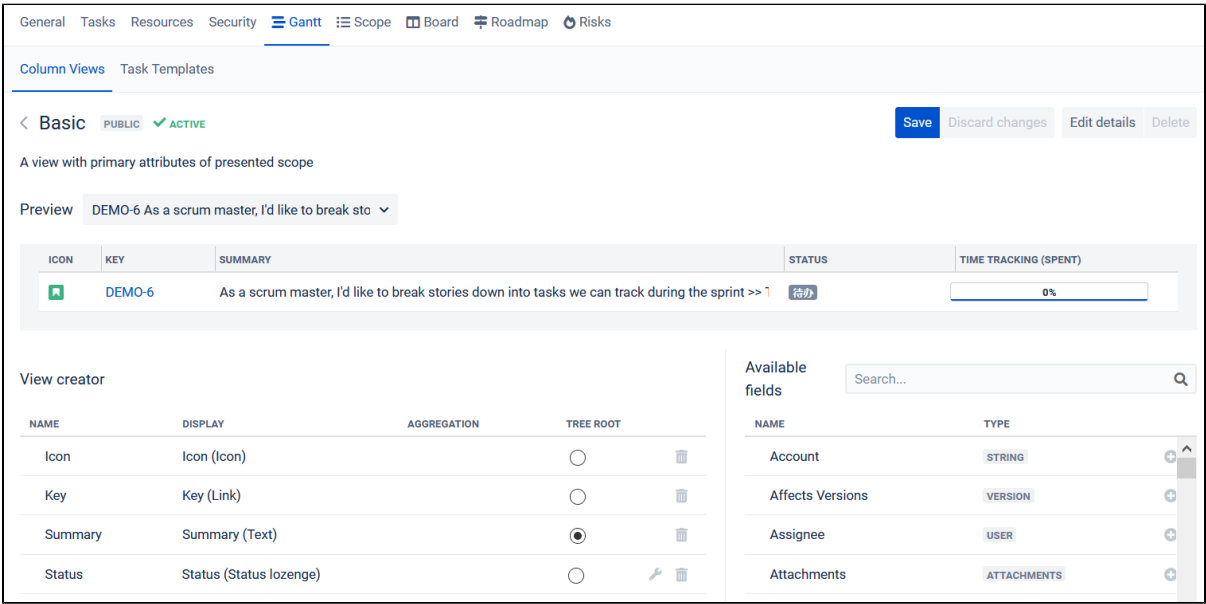 General Tasks Resources Security Gantt Scope Board Roadmap Risks
Column Views Task Templates
Basic PUBLIC ACTIVE Save Discard changes Edit details Delete
A view with primary attributes of presented scope
Preview DEMO-6 As a scrum master, I'd like to break sto
ICON KEY SUMMARY STATUS TIME TRACKING (SPENT)
DEMO-6 As a scrum master, I'd like to break stories down into tasks we can track during the sprint >> 待办 0%
View creator
NAME DISPLAY AGGREGATION TREE ROOT
Icon Icon (Icon)
Key Key (Link)
Summary Summary (Text)
Status Status (Status lozenge)
Available
fields
Search...
NAME TYPE
Account STRING
Affects Versions VERSION
Assignee USER
Attachments ATTACHMENTS